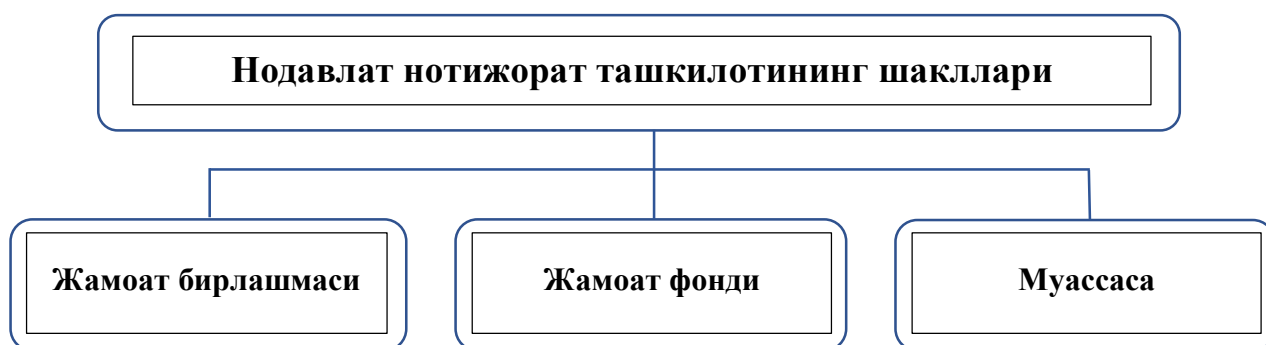 Нодавлат нотижорат ташкилотининг шакллари
Жамоат бирлашмаси
Жамоат фонди
Муассаса